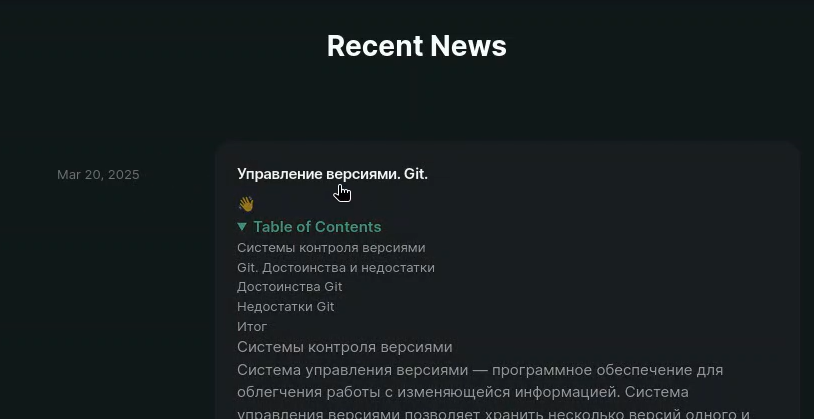 Recent News
Mar 20, 2025
Управление версиями. Git.
Table of Contents
Системы контроля версиями
Git. Достоинства и недостатки
Достоинства Git
Недостатки Git
Итог
Системы контроля версиями
Система управления версиями — программное обеспечение для
облегчения работы с изменяющейся информацией. Система
управления версиями позволяет хранить несколько версий одного и